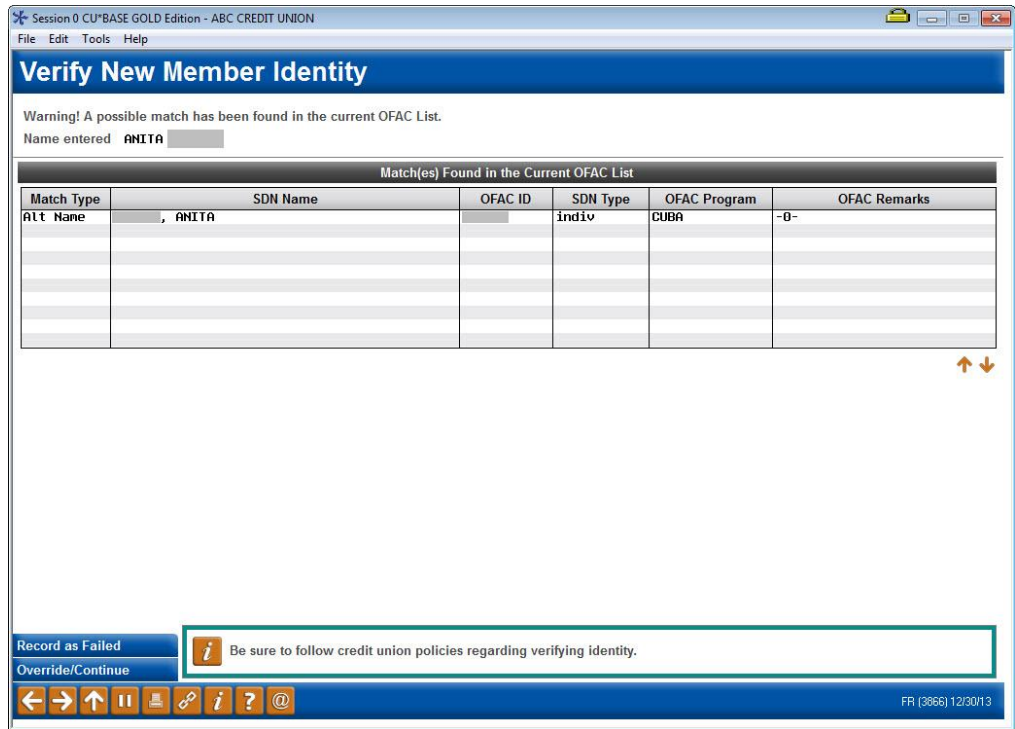 Session 0 CU*BASE GOLD Edition - ABC CREDIT UNION
File Edit Tools Help
Verify New Member Identity
Warning! A possible match has been found in the current OFAC List.
Name entered ANITA
Match(es) Found in the Current OFAC List
Match Type SDN Name OFAC ID SDN Type OFAC Program OFAC Remarks
Alt Name , ANITA indiv CUBA -0-
Record as Failed
Override/Continue
i Be sure to follow credit union policies regarding verifying identity.
i ? @
FR (3866) 12/30/13